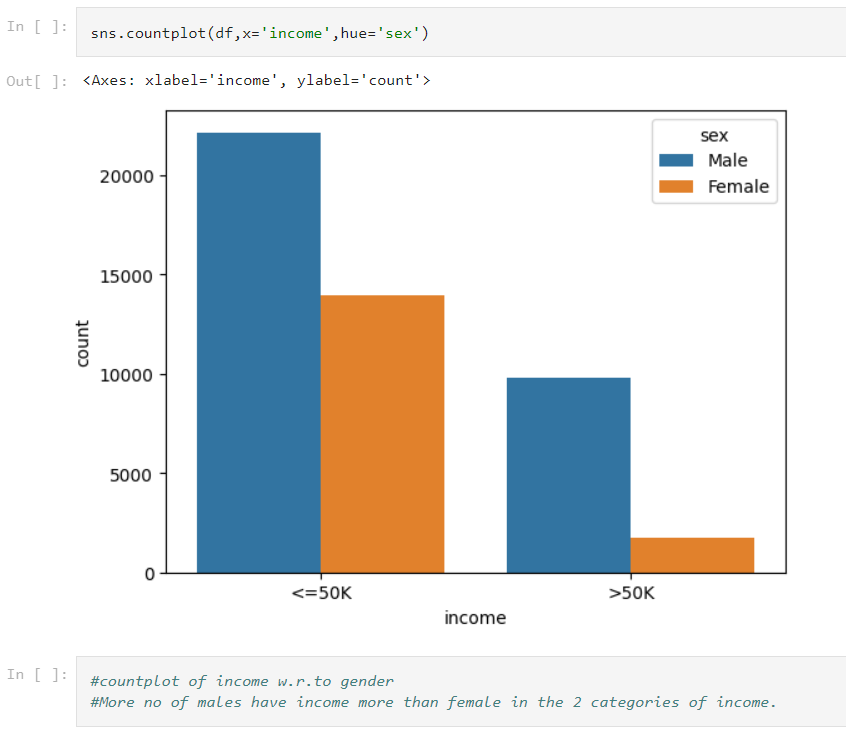 In [ ]:
sns.countplot(df,x='income',hue='sex')
Out[ ]:
<Axes: xlabel='income', ylabel='count'>
sex
Male
Female
20000
15000
10000
5000
0
count
<=50K
>50K
income
In [ ]:
#countplot of income w.r.to gender
#More no of males have income more than female in the 2 categories of income.